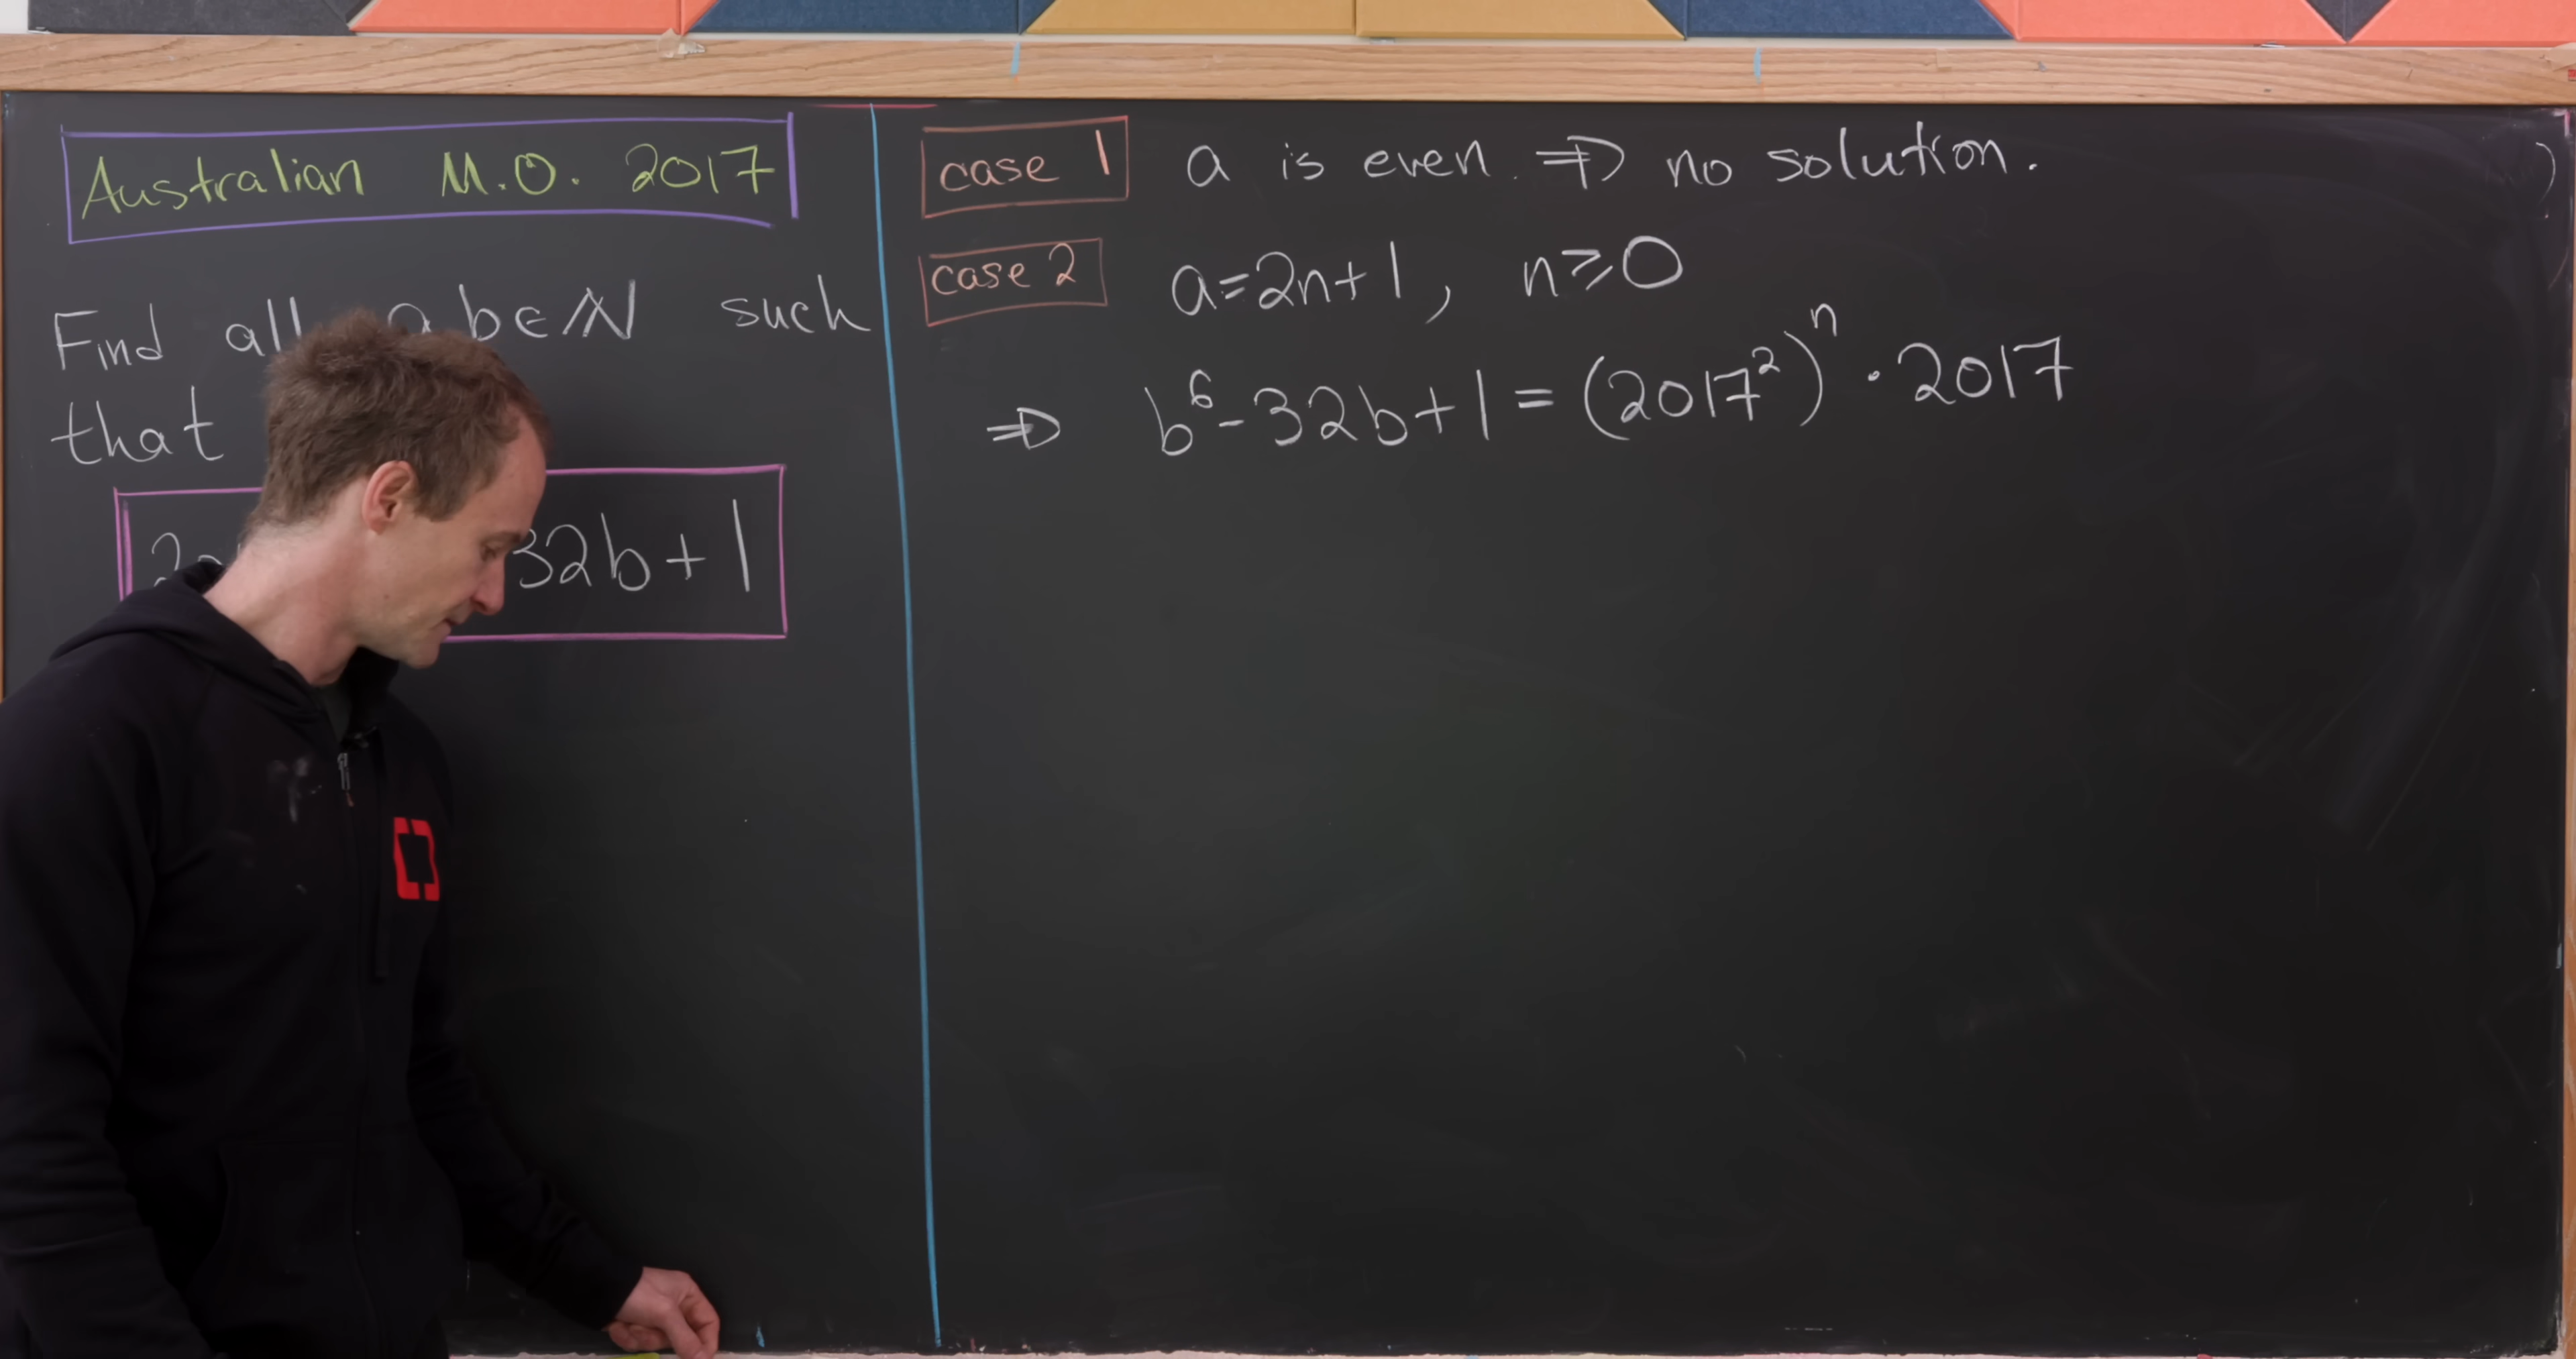 Australian M.O. 2017
Find all a b ∈ ℕ such
that
32b+1
case 1 a is even. ⇒ no solution.
case 2 a=2n+1, n≥0
⇒ b⁶-32b+1 = (2017²)ⁿ · 2017